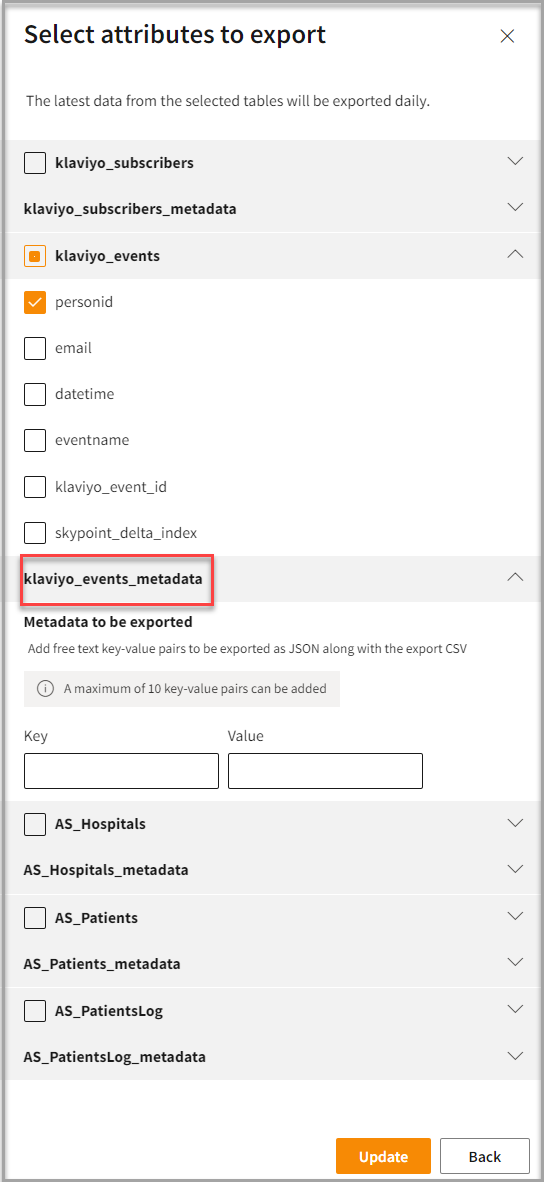 Select attributes to export
The latest data from the selected tables will be exported daily.
klaviyo_subscribers
klaviyo_subscribers_metadata
klaviyo_events
personid
email
datetime
eventname
klaviyo_event_id
skypoint_delta_index
klaviyo_events_metadata
Metadata to be exported
Add free text key-value pairs to be exported as JSON along with the export CSV
A maximum of 10 key-value pairs can be added
Key Value
AS_Hospitals
AS_Hospitals_metadata
AS_Patients
AS_Patients_metadata
AS_PatientsLog
AS_PatientsLog_metadata
Update Back